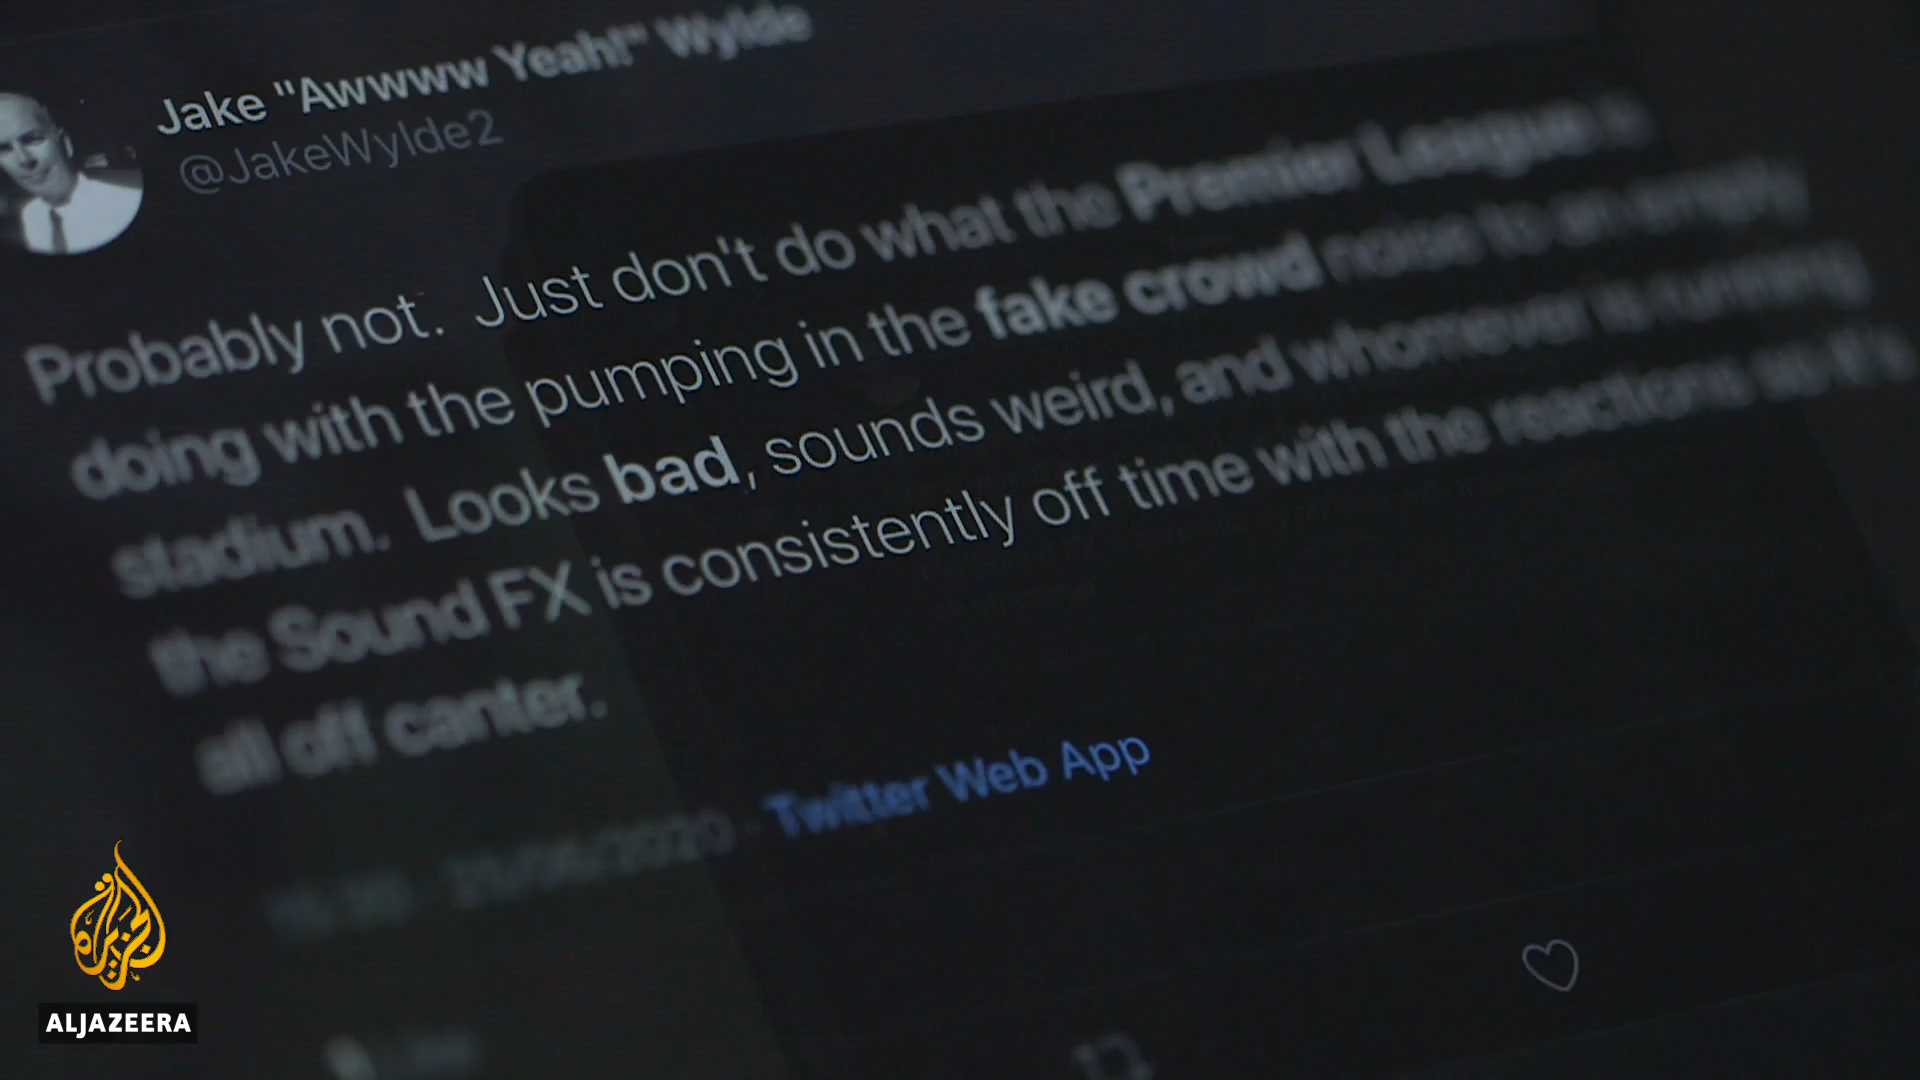 Jake "Awwww Yeah!" Wylde
@JakeWylde2
Probably not. Just don't do what the Premier League is
doing with the pumping in the fake crowd noise to an empty
stadium. Looks bad, sounds weird, and whomever is running
the Sound FX is consistently off time with the reactions so it's
all off canter.
Twitter Web App
ALJAZEERA